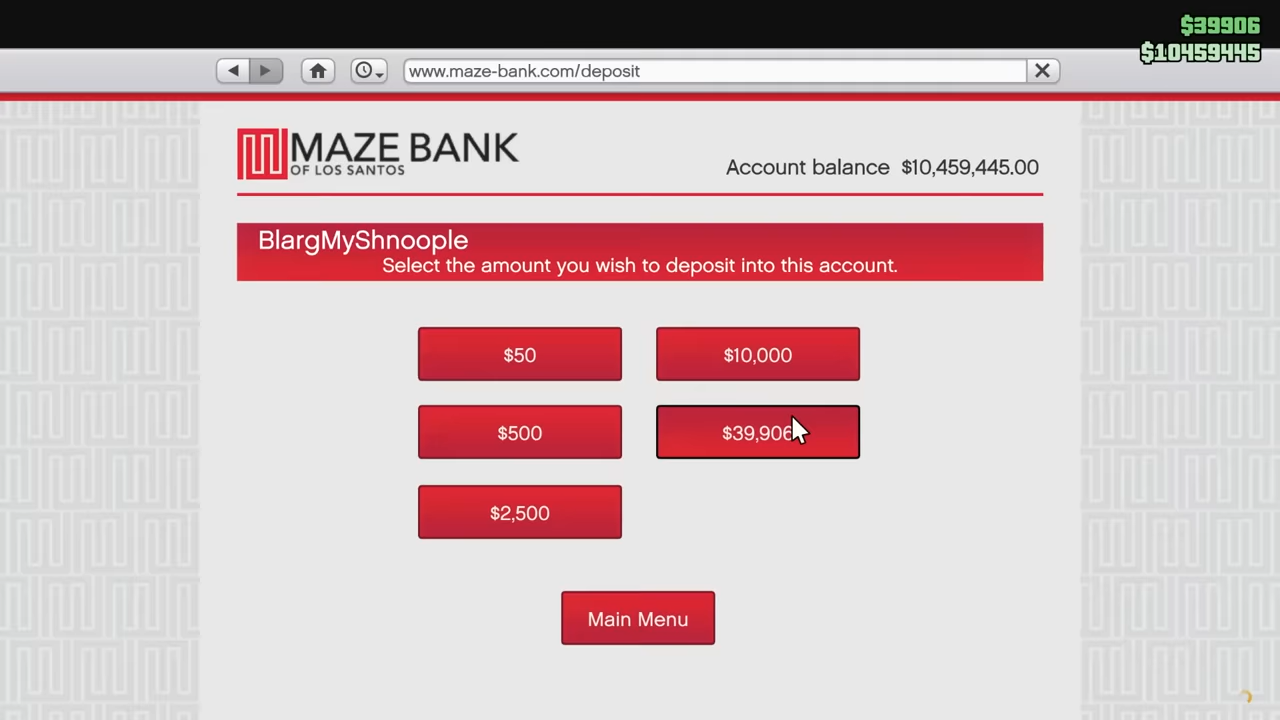 $39906
$10459445
www.maze-bank.com/deposit
MAZE BANK
OF LOS SANTOS
Account balance $10,459,445.00
BlargMyShnoople
Select the amount you wish to deposit into this account.
$50
$10,000
$500
$39,906
$2,500
Main Menu